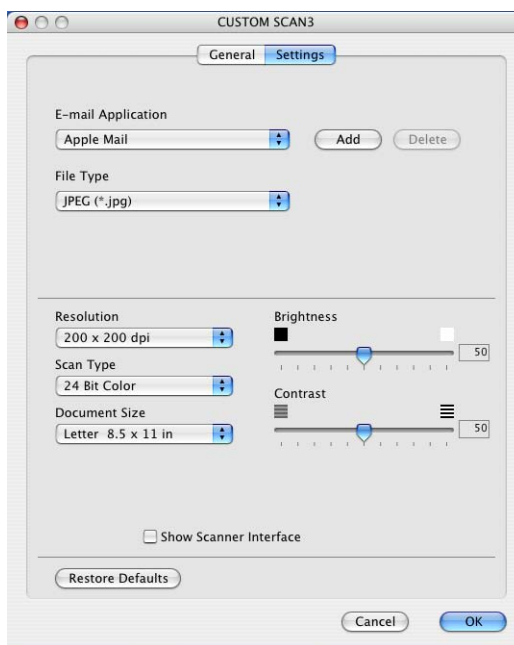 CUSTOM SCAN3
General Settings
E-mail Application
Apple Mail Add Delete
File Type
JPEG (*.jpg)
Resolution
200 x 200 dpi
Scan Type
24 Bit Color
Document Size
Letter 8.5 x 11 in
Brightness
50
Contrast
50
Show Scanner Interface
Restore Defaults
Cancel OK